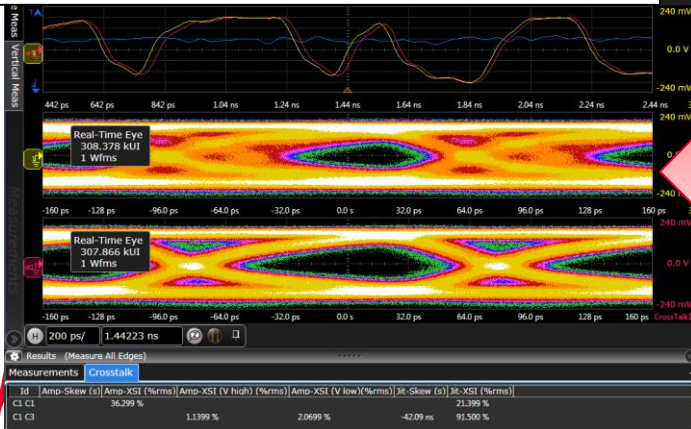 e Meas Vertical Meas
240 mV
0.0 V
-240 mV
442 ps 642 ps 842 ps 1.04 ns 1.24 ns 1.44 ns 1.64 ns 1.84 ns 2.04 ns 2.24 ns 2.44 ns
240 mV
Real-Time Eye
308.378 kUI
1 Wfms
-160 ps -128 ps -96.0 ps -64.0 ps -32.0 ps 0.0 s 32.0 ps 64.0 ps 96.0 ps 128 ps 160 ps
240 mV
Real-Time Eye
307.866 kUI
1 Wfms
0.0 V
-240 mV
-160 ps -128 ps -96.0 ps -64.0 ps -32.0 ps 0.0 s 32.0 ps 64.0 ps 96.0 ps 128 ps 160 ps
H 200 ps/ 1.44223 ns
Results (Measure All Edges)
Measurements Crosstalk
Id Amp-Skew (s) Amp-XSI (%rms) Amp-XSI (V high) (%rms) Amp-XSI (V low)(%rms) Jit-Skew (s) Jit-XSI (%rms)
C1 C1 36.299 % 21.399 %
C1 C3 1.1399 % 2.0699 % -42.09 ns 91.500 %